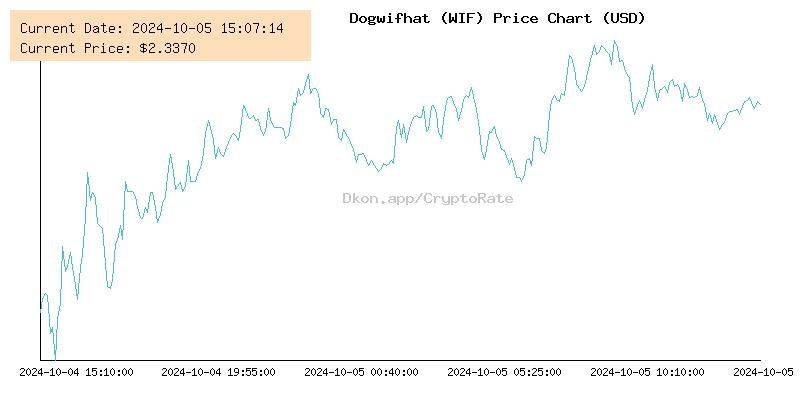 Dogwifhat (WIF) Price Chart (USD)
Current Date: 2024-10-05 15:07:14
Current Price: $2.3370
Dkon.app/CryptoRate
2024-10-04 15:10:00
2024-10-04 19:55:00
2024-10-05 00:40:00
2024-10-05 05:25:00
2024-10-05 10:10:00
2024-10-05